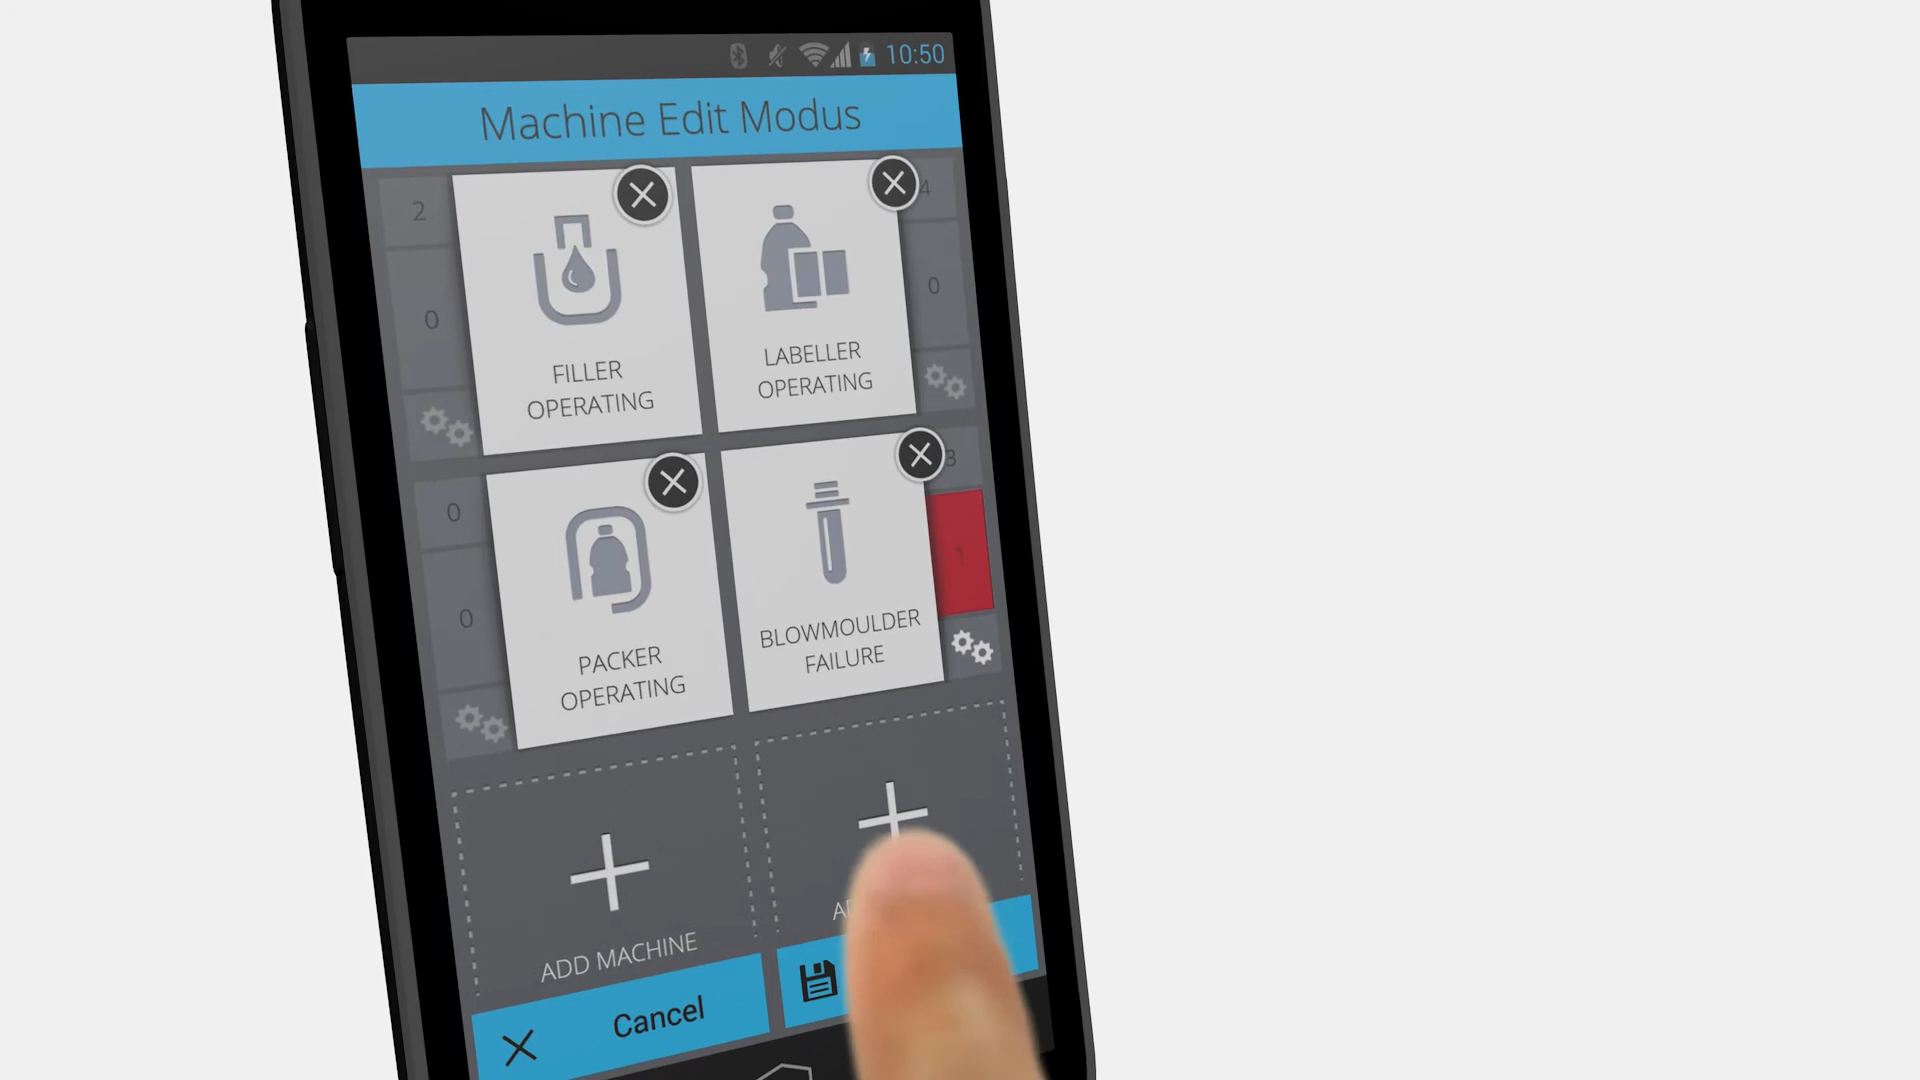 10:50
Machine Edit Modus
2
4
0
0
FILLER
OPERATING
LABELLER
OPERATING
0
3
0
1
PACKER
OPERATING
BLOWMOULDER
FAILURE
ADD MACHINE
Cancel